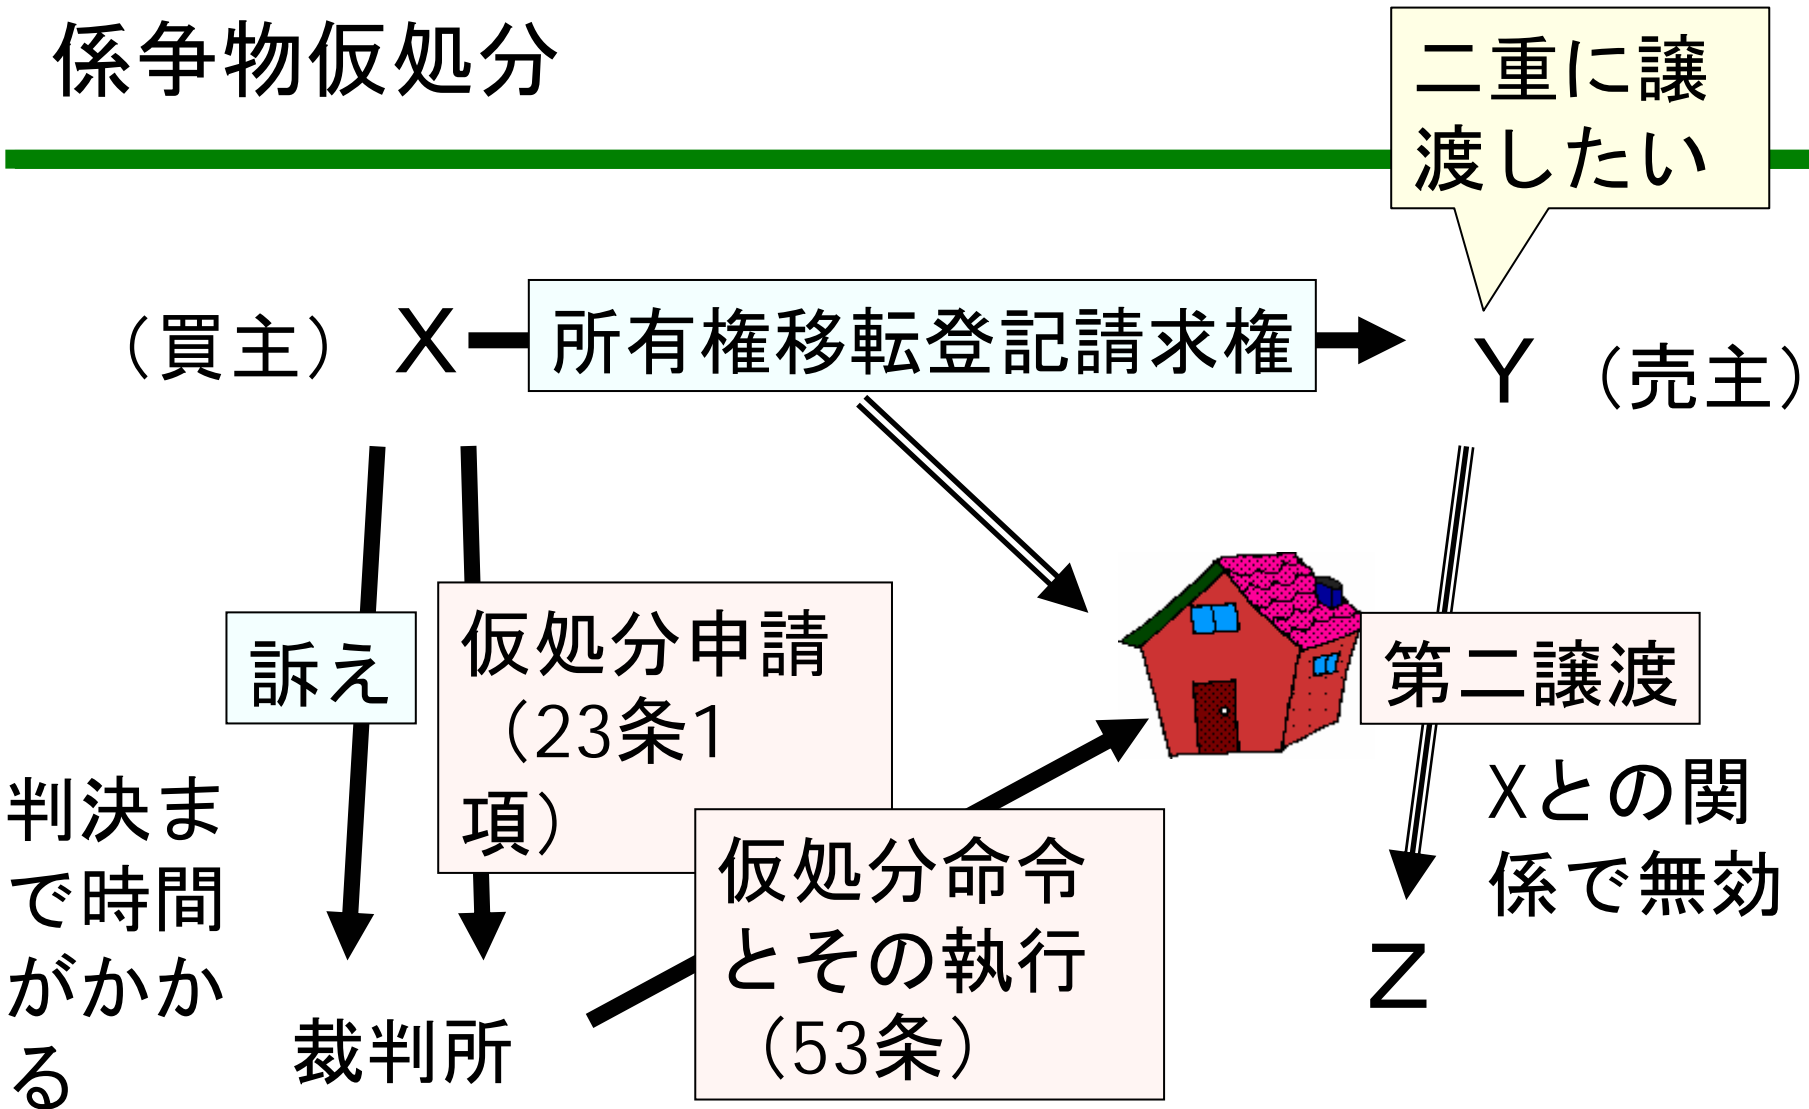 係争物仮処分
二重に譲
渡したい
（買主）X
所有権移転登記請求権
Y（売主）
訴え
仮処分申請
（23条1
項）
第二譲渡
判決ま
で時間
がかか
る
Xとの関
係で無効
仮処分命令
とその執行
（53条）
Z
裁判所